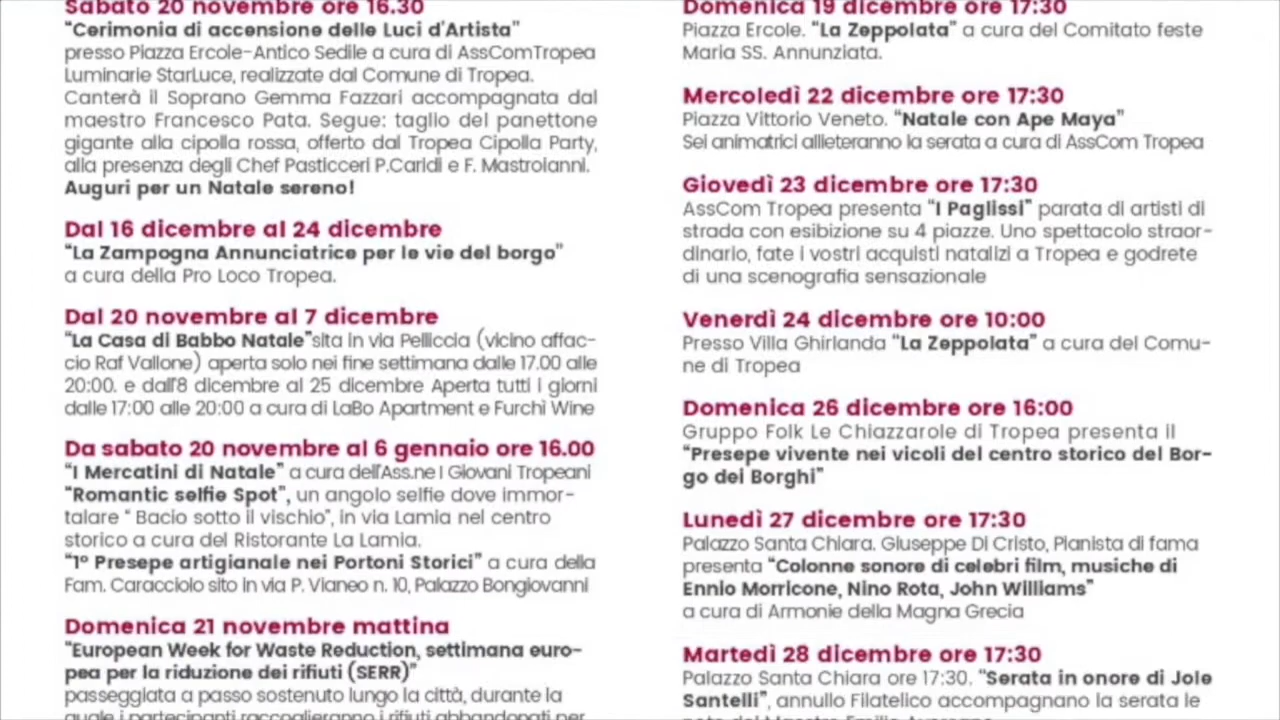 Sabato 20 novembre ore 16.30
“Cerimonia di accensione delle Luci d'Artista”
presso Piazza Ercole-Antico Sedile a cura di AssComTropea
Luminarie StarLuce, realizzate dal Comune di Tropea.
Canterà il Soprano Gemma Fazzari accompagnata dal
maestro Francesco Pata. Segue: taglio del panettone
gigante alla cipolla rossa, offerto dal Tropea Cipolla Party,
alla presenza degli Chef Pasticceri P.Caridi e F. Mastroianni.
Auguri per un Natale sereno!
Dal 16 dicembre al 24 dicembre
“La Zampogna Annunciatrice per le vie del borgo”
a cura della Pro Loco Tropea.
Dal 20 novembre al 7 dicembre
“La Casa di Babbo Natale”sita in via Pelliccia (vicino affac-
cio Raf Vallone) aperta solo nei fine settimana dalle 17.00 alle
20:00. e dall'8 dicembre al 25 dicembre Aperta tutti i giorni
dalle 17:00 alle 20:00 a cura di LaBo Apartment e Furchì Wine
Da sabato 20 novembre al 6 gennaio ore 16.00
“I Mercatini di Natale” a cura dell'Ass.ne I Giovani Tropeani
“Romantic selfie Spot”, un angolo selfie dove immor-
talare “ Bacio sotto il vischio”, in via Lamia nel centro
storico a cura del Ristorante La Lamia.
“1° Presepe artigianale nei Portoni Storici” a cura della
Fam. Caracciolo sito in via P. Vianeo n. 10, Palazzo Bongiovanni
Domenica 21 novembre mattina
“European Week for Waste Reduction, settimana euro-
pea per la riduzione dei rifiuti (SERR)”
passeggiata a passo sostenuto lungo la città, durante la
quale i partecipanti raccoglieranno i rifiuti abbandonati per
Domenica 19 dicembre ore 17:30
Piazza Ercole. “La Zeppolata” a cura del Comitato feste
Maria SS. Annunziata.
Mercoledì 22 dicembre ore 17:30
Piazza Vittorio Veneto. “Natale con Ape Maya”
Sei animatrici allieteranno la serata a cura di AssCom Tropea
Giovedì 23 dicembre ore 17:30
AssCom Tropea presenta “I Paglissi” parata di artisti di
strada con esibizione su 4 piazze. Uno spettacolo straor-
dinario, fate i vostri acquisti natalizi a Tropea e godrete
di una scenografia sensazionale
Venerdì 24 dicembre ore 10:00
Presso Villa Ghirlanda “La Zeppolata” a cura del Comu-
ne di Tropea
Domenica 26 dicembre ore 16:00
Gruppo Folk Le Chiazzarole di Tropea presenta il
“Presepe vivente nei vicoli del centro storico del Bor-
go dei Borghi”
Lunedì 27 dicembre ore 17:30
Palazzo Santa Chiara. Giuseppe Di Cristo, Pianista di fama
presenta “Colonne sonore di celebri film, musiche di
Ennio Morricone, Nino Rota, John Williams”
a cura di Armonie della Magna Grecia
Martedì 28 dicembre ore 17:30
Palazzo Santa Chiara ore 17:30. “Serata in onore di Jole
Santelli”, annullo Filatelico accompagnano la serata le
note del Maestro Emilio Aversano